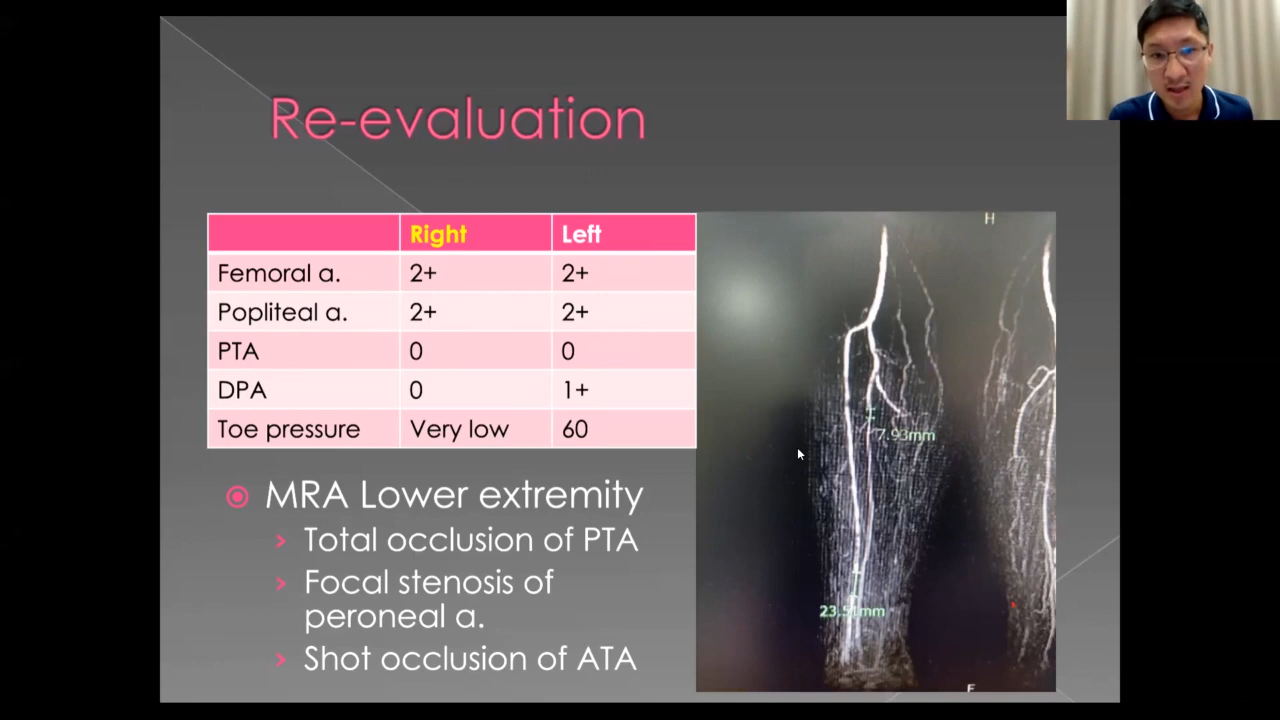 Re-evaluation
Right Left
Femoral a. 2+ 2+
Popliteal a. 2+ 2+
PTA 0 0
DPA 0 1+
Toe pressure Very low 60
MRA Lower extremity
Total occlusion of PTA
Focal stenosis of
peroneal a.
Shot occlusion of ATA
H
7.93mm
23.51mm
F